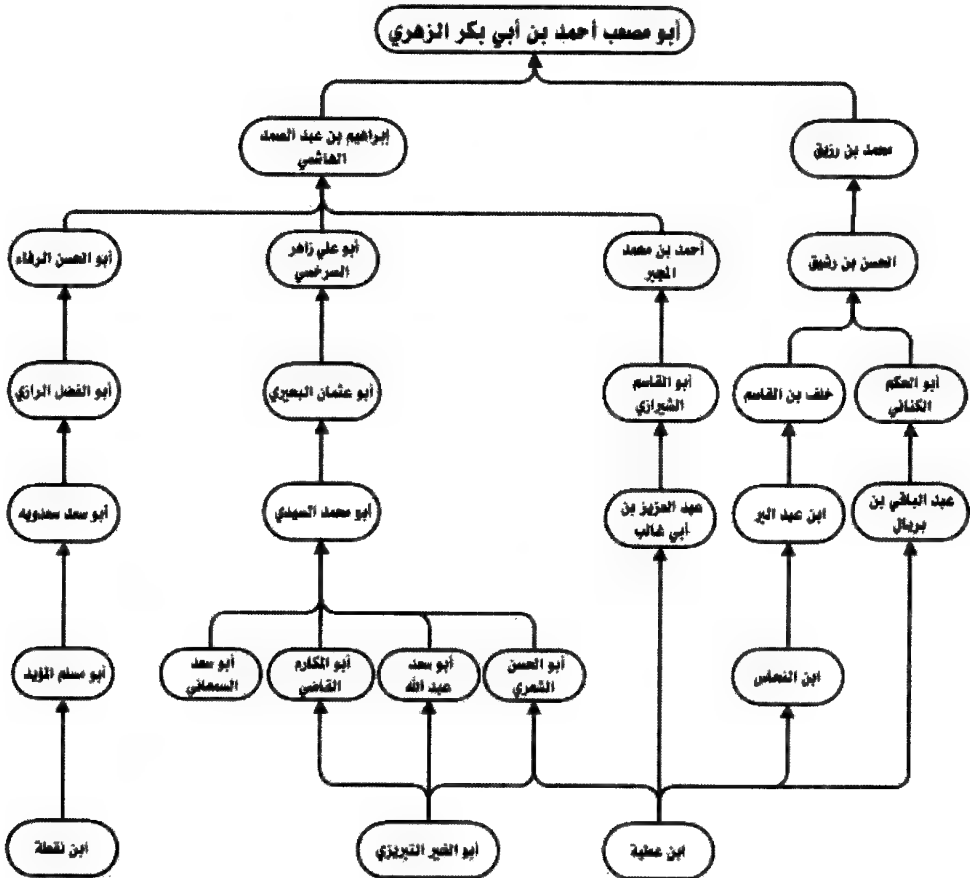 أبو مصعب أحمد بن أبي بكر الزهري
محمد بن رزيق
إبراهيم بن عبد الصمد
الهاشمي
الحسن بن رشيق
أحمد بن محمد
المجبر
أبو علي زاهر
السرخسي
أبو الحسن الرفاء
أبو الحكم
الكناني
خلف بن القاسم
أبو القاسم
الشيرازي
أبو عثمان البحيري
أبو الفضل الرازي
عبد الباقي بن
بريال
ابن عبد البر
عبد العزيز بن
أبي غالب
أبو محمد السيدي
أبو سعد سعدويه
ابن النحاس
أبو الحسن
الشعري
أبو سعد
عبد الله
أبو المكارم
القاضي
أبو سعد
السمعاني
أبو مسلم المؤيد
ابن عطية
أبو الخير التبريزي
ابن نقطة